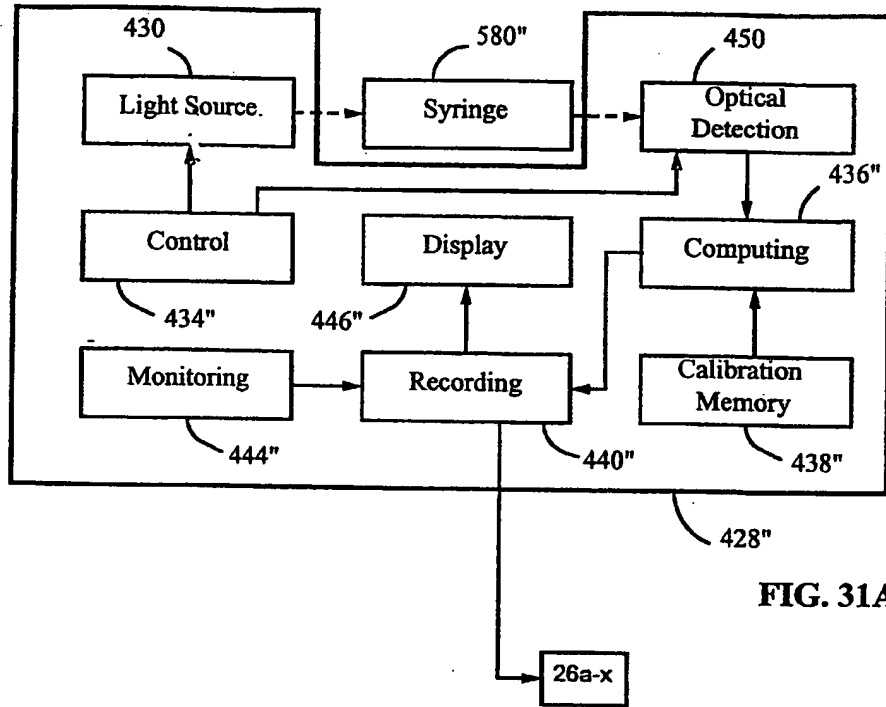 430
580"
450
Light Source.
Syringe
Optical
Detection
436"
Control
Display
Computing
434"
446"
Monitoring
Recording
Calibration
Memory
444"
440"
438"
428"
FIG. 31A
26a-x